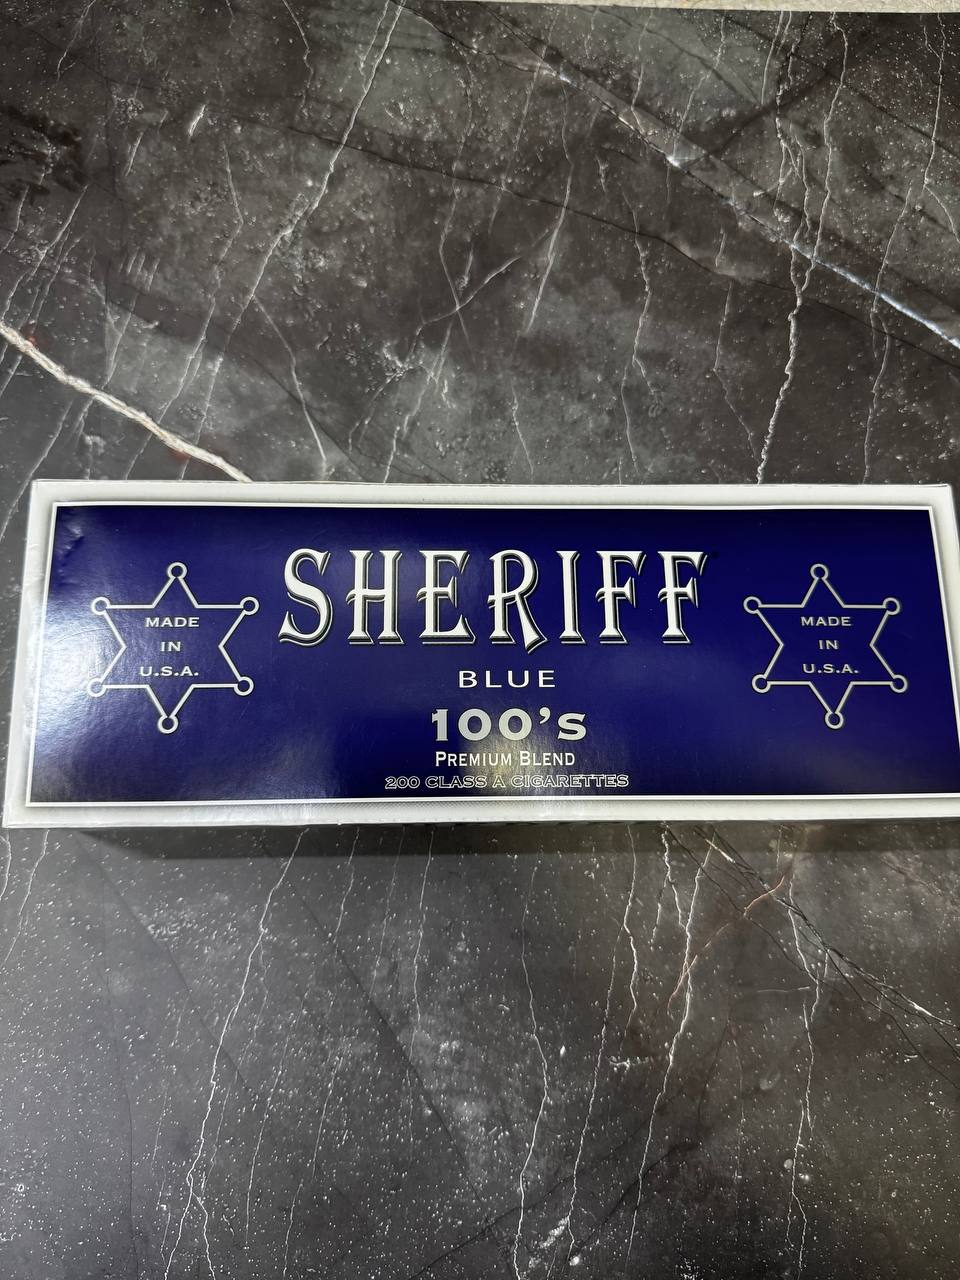 SHERIFF
BLUE
100's
PREMIUM BLEND
200 CLASS A CIGARETTES
MADE
IN
U.S.A.
MADE
IN
U.S.A.